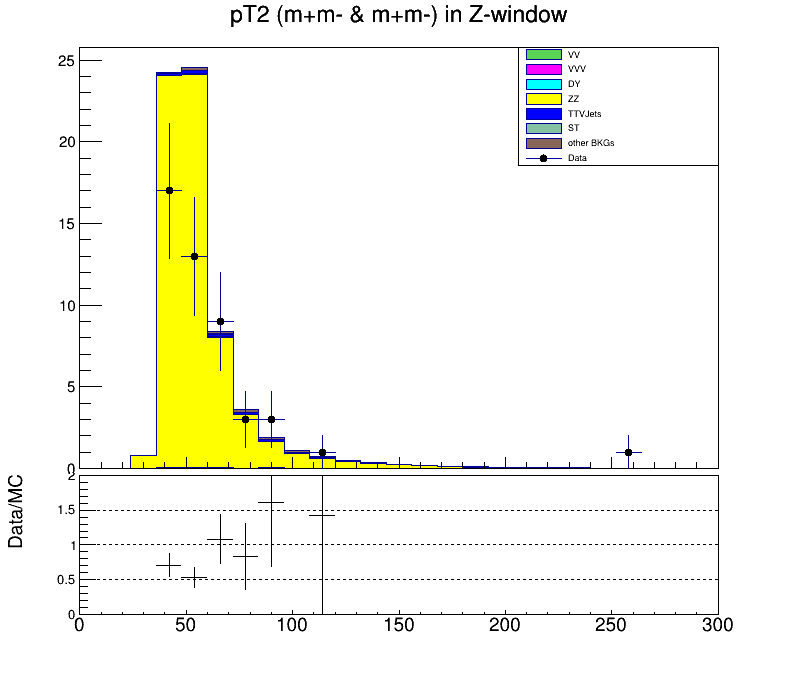 pT2 (m+m- & m+m-) in Z-window
VV
VVV
DY
ZZ
TTVJets
ST
other BKGs
Data
25
20
15
10
5
0
Data/MC
2
1.5
1
0.5
0
0 50 100 150 200 250 300